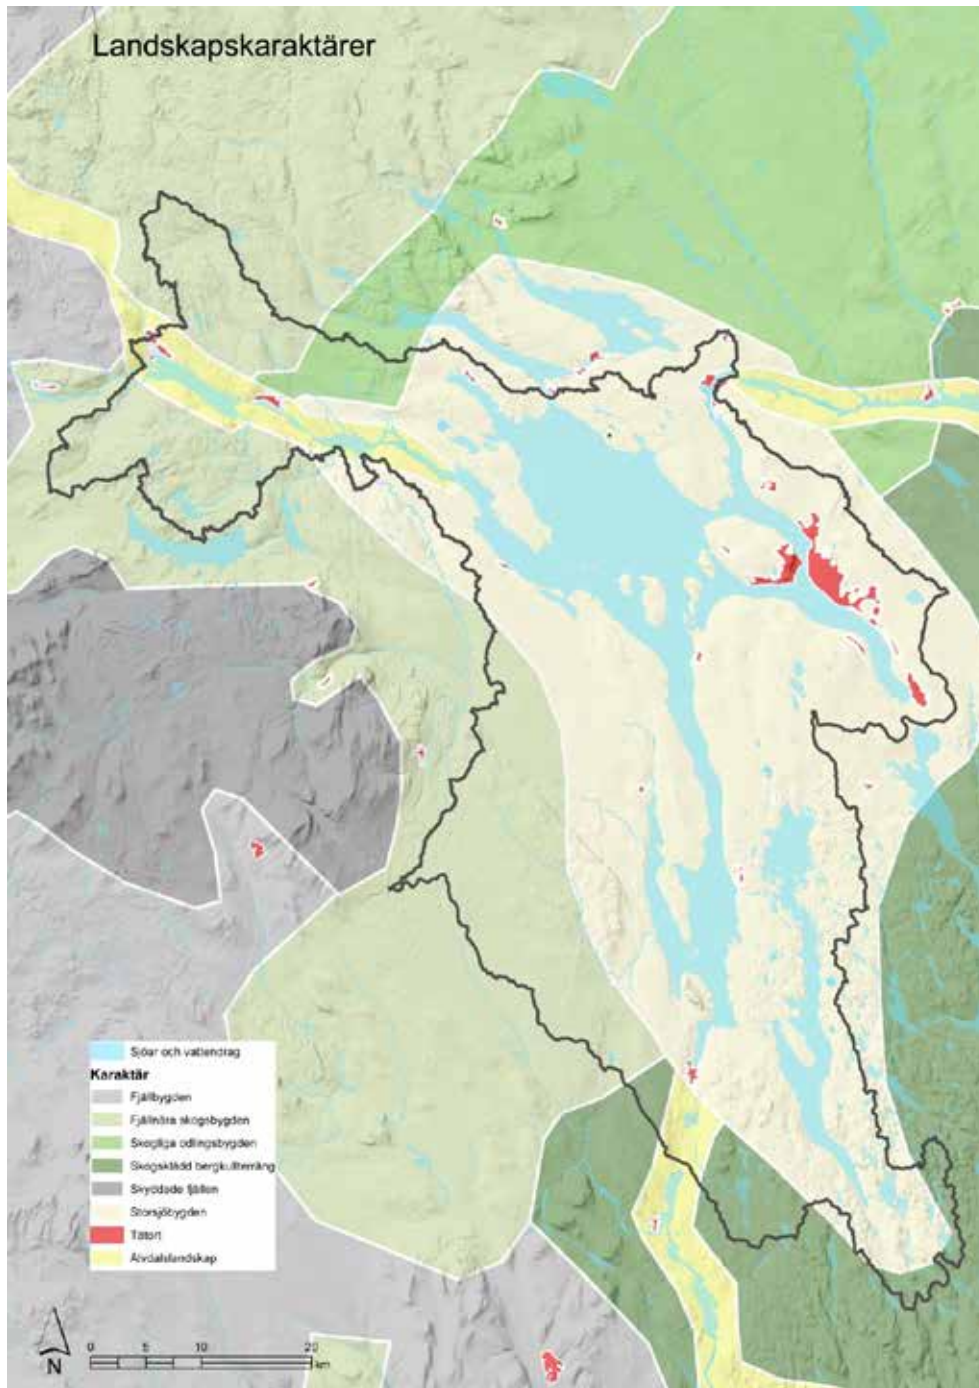 Landskapskaraktärer
Sjöar och vattendrag
Karaktär
Fjällbygden
Fjällnära skogsbygden
Skogliga odlingsbygden
Skogsklädd bergkullterräng
Skyddade fjällen
Storsjöbygden
Tätort
Älvdalslandskap
N
0 5 10 20
km